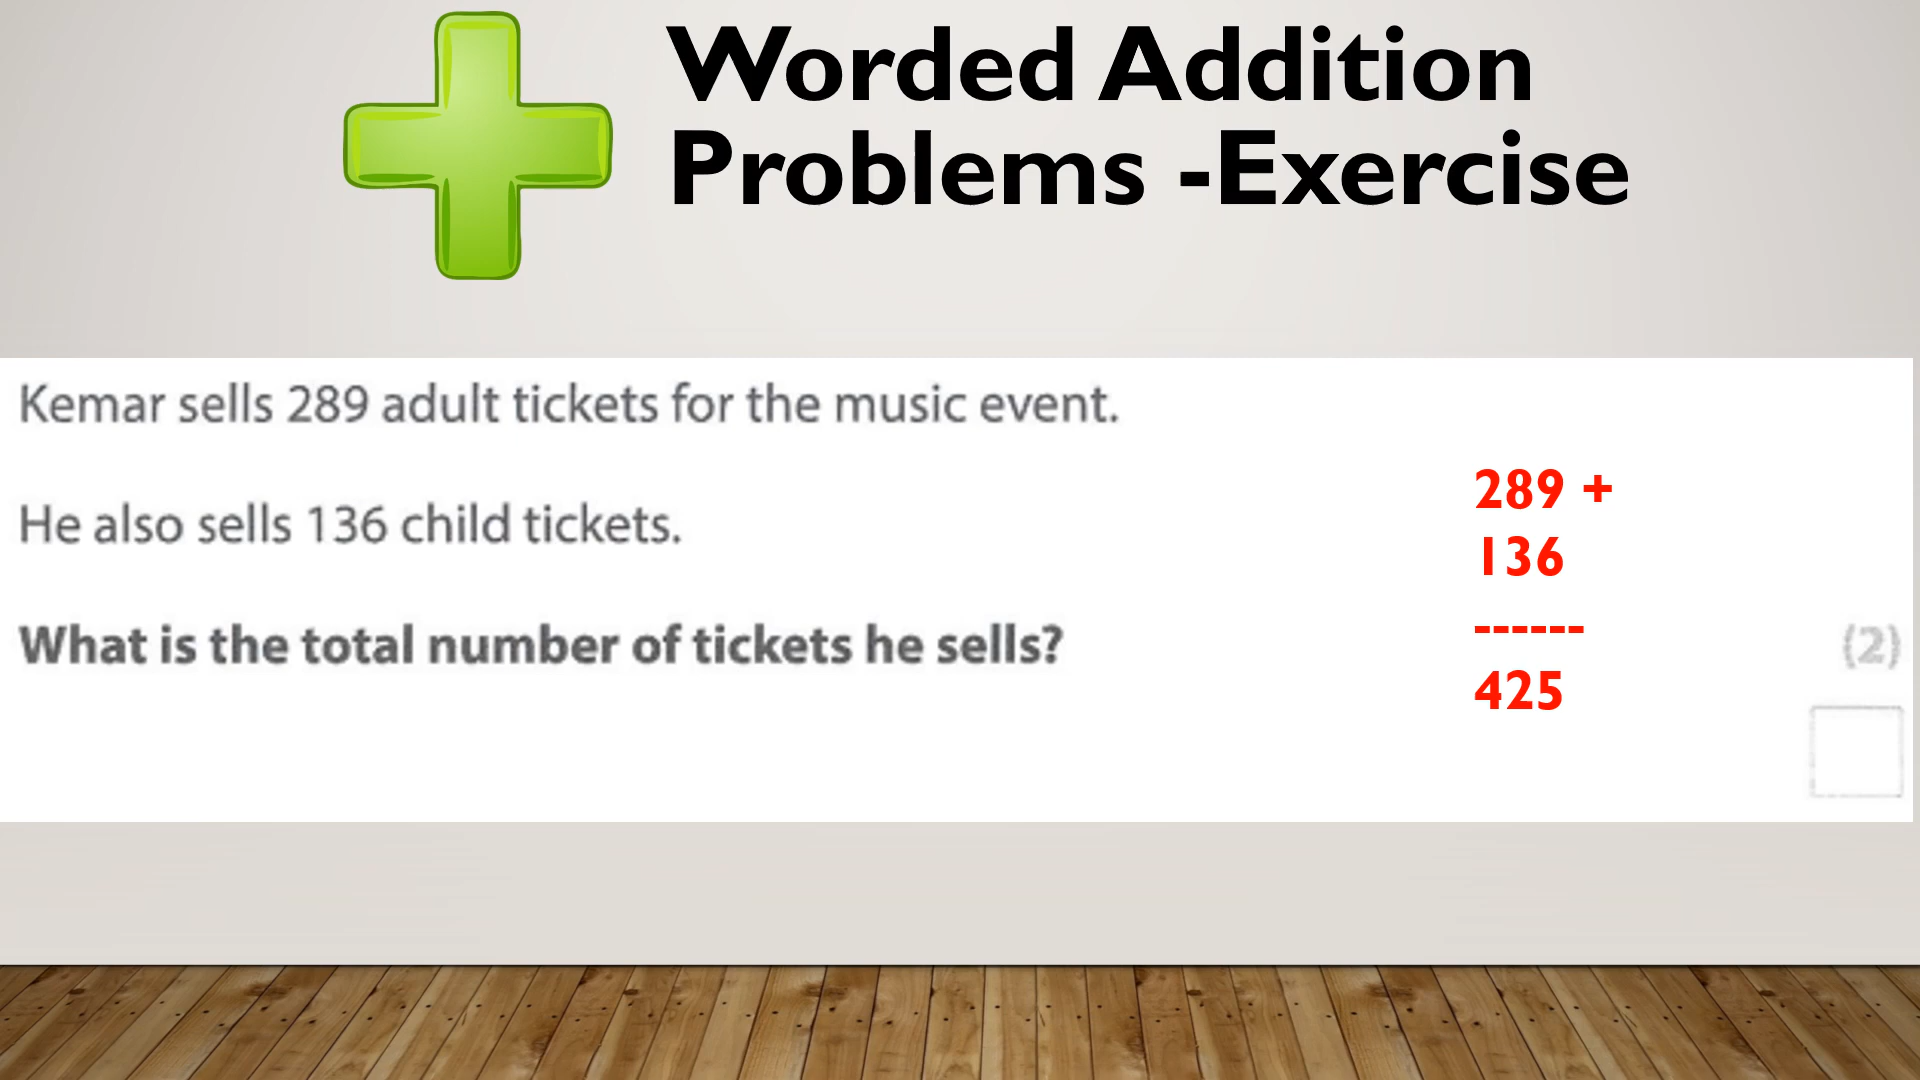 Worded Addition
Problems -Exercise
Kemar sells 289 adult tickets for the music event.
He also sells 136 child tickets.
What is the total number of tickets he sells?
(2)
289 +
136
------
425